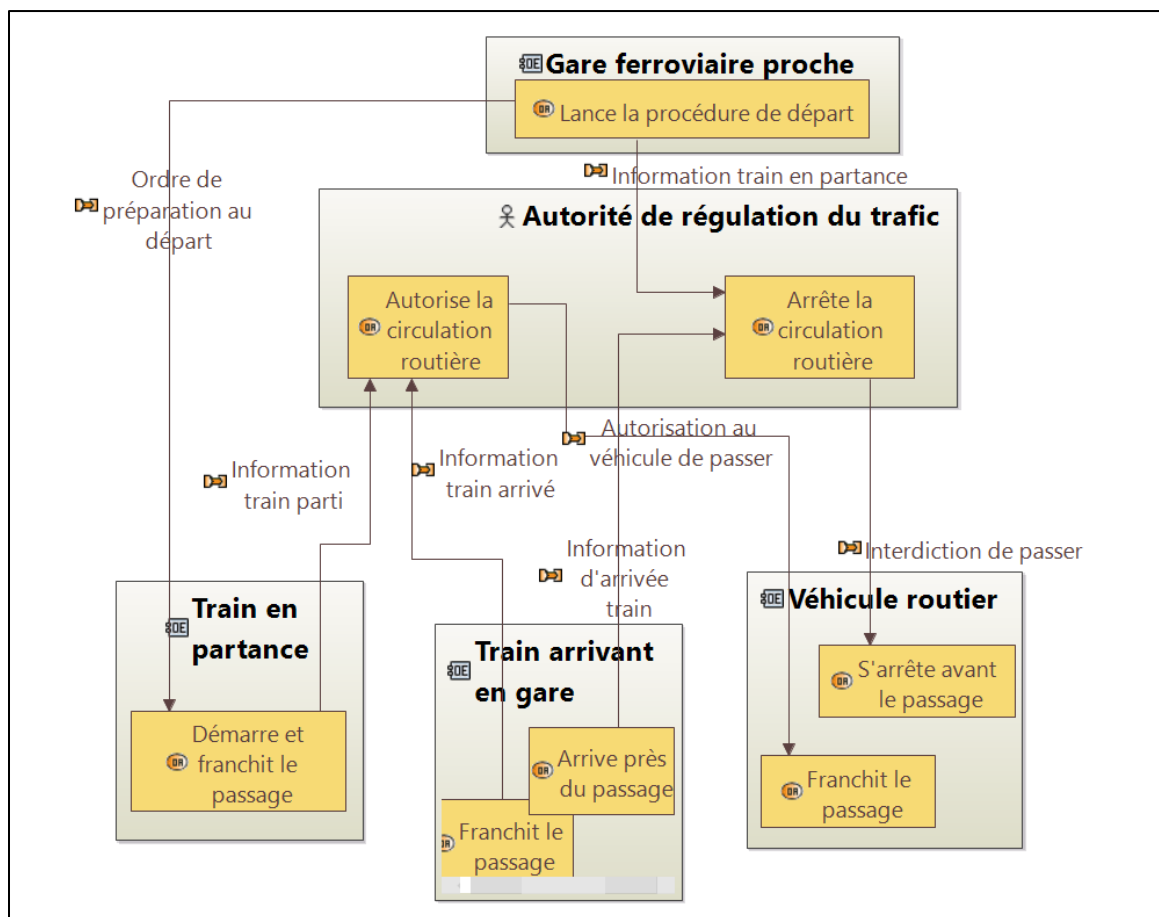 Gare ferroviaire proche
Lance la procédure de départ
Information train en partance
Ordre de
préparation au
départ
Autorité de régulation du trafic
Autorise la
circulation
routière
Arrête la
circulation
routière
Autorisation au
véhicule de passer
Information
train parti
Information
train arrivé
Information
d'arrivée
train
Interdiction de passer
Train en
partance
Démarre et
franchit le
passage
Train arrivant
en gare
Arrive près
du passage
Franchit le
passage
Véhicule routier
S'arrête avant
le passage
Franchit le
passage